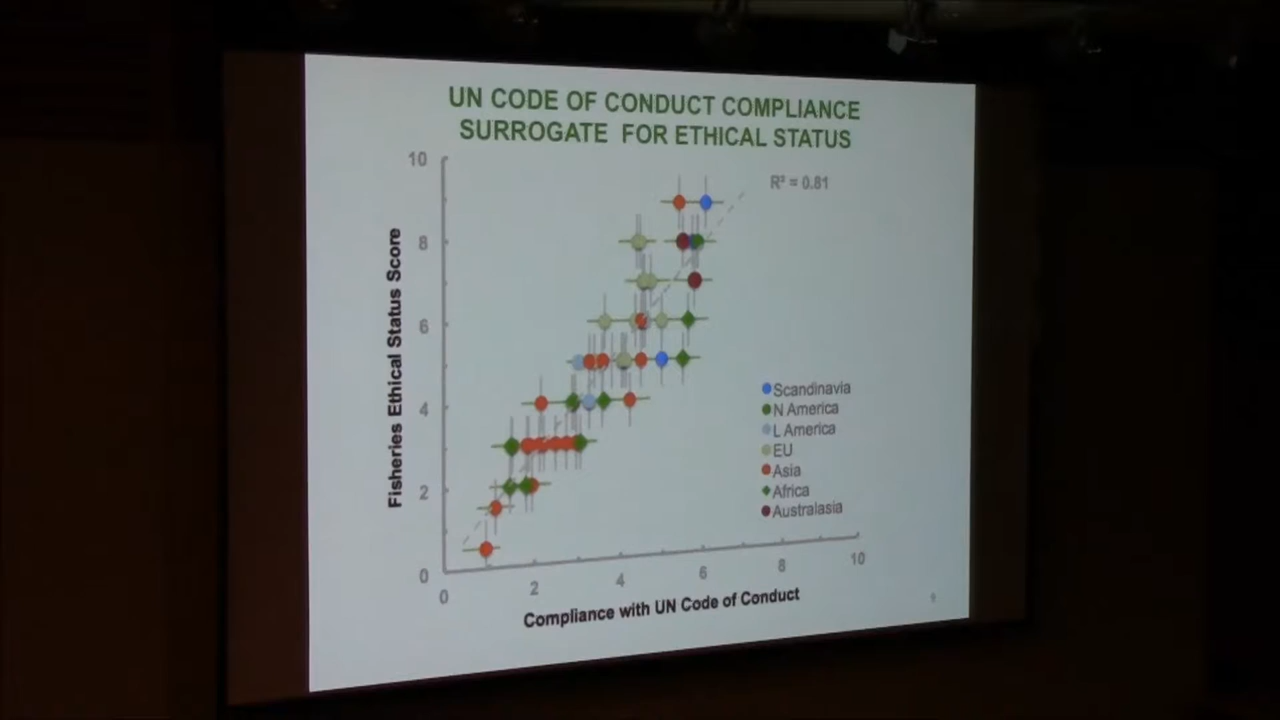 UN CODE OF CONDUCT COMPLIANCE
SURROGATE FOR ETHICAL STATUS
R² = 0.81
Fisheries Ethical Status Score
10
8
6
4
2
0
Scandinavia
N America
L America
EU
Asia
Africa
Australasia
0 2 4 6 8 10
Compliance with UN Code of Conduct